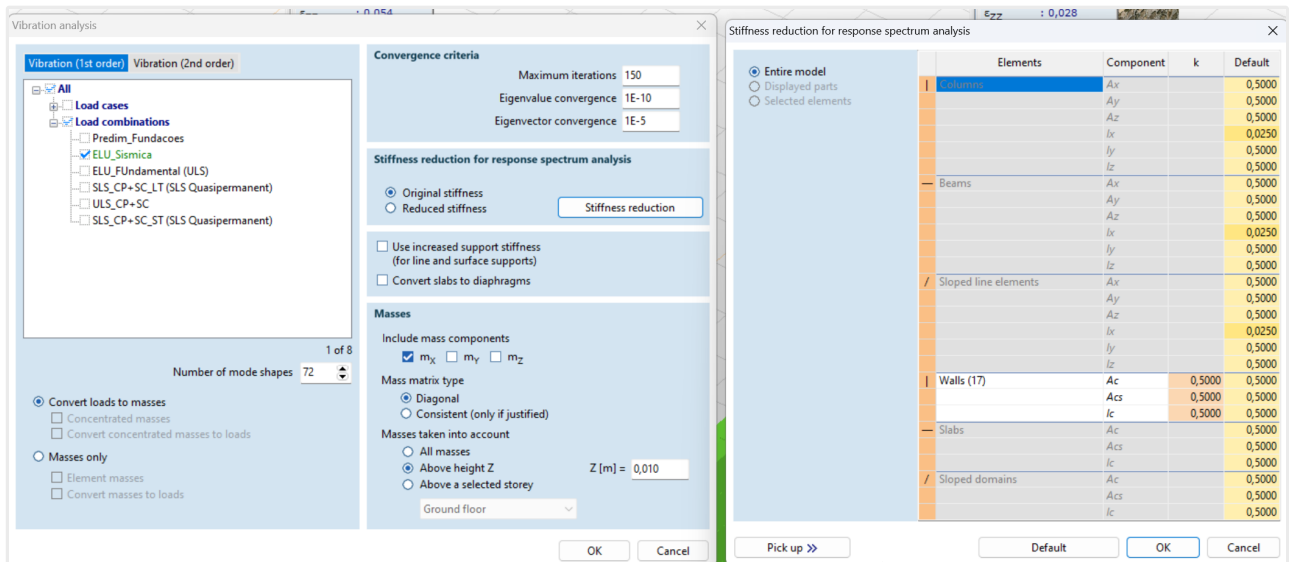 ε_ZZ : 0,054
ε_ZZ : 0,028
Vibration analysis
Vibration (1st order) Vibration (2nd order)
All
Load cases
Load combinations
Predim_Fundacoes
ELU_Sismica
ELU_FUndamental (ULS)
SLS_CP+SC_LT (SLS Quasipermanent)
ULS_CP+SC
SLS_CP+SC_ST (SLS Quasipermanent)
1 of 8
Number of mode shapes 72
Convert loads to masses
Concentrated masses
Convert concentrated masses to loads
Masses only
Element masses
Convert masses to loads
Convergence criteria
Maximum iterations 150
Eigenvalue convergence 1E-10
Eigenvector convergence 1E-5
Stiffness reduction for response spectrum analysis
Original stiffness
Reduced stiffness
Stiffness reduction
Use increased support stiffness
(for line and surface supports)
Convert slabs to diaphragms
Masses
Include mass components
m_X m_Y m_Z
Mass matrix type
Diagonal
Consistent (only if justified)
Masses taken into account
All masses
Above height Z Z [m] = 0,010
Above a selected storey
Ground floor
OK Cancel
Stiffness reduction for response spectrum analysis
Entire model
Displayed parts
Selected elements
Elements Component k Default
Columns Ax 0,5000
Ay 0,5000
Az 0,5000
Ix 0,0250
Iy 0,5000
Iz 0,5000
Beams Ax 0,5000
Ay 0,5000
Az 0,5000
Ix 0,0250
Iy 0,5000
Iz 0,5000
Sloped line elements Ax 0,5000
Ay 0,5000
Az 0,5000
Ix 0,0250
Iy 0,5000
Iz 0,5000
Walls (17) Ac 0,5000 0,5000
Acs 0,5000 0,5000
Ic 0,5000 0,5000
Slabs Ac 0,5000
Acs 0,5000
Ic 0,5000
Sloped domains Ac 0,5000
Acs 0,5000
Ic 0,5000
Pick up >> Default OK Cancel